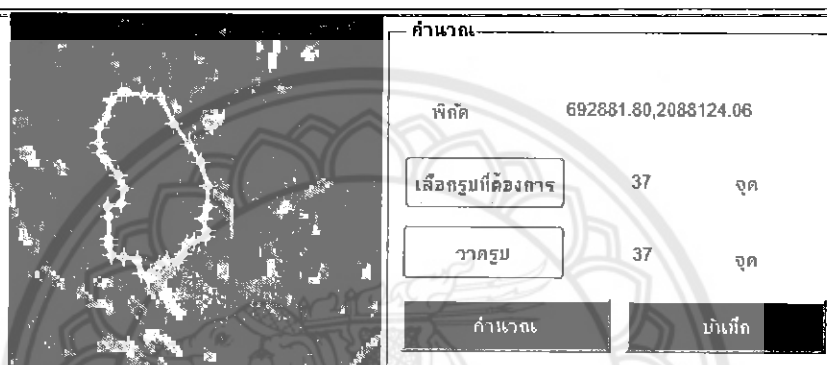 คำนวณ
พิกัด 692881.80,2088124.06
เลือกรูปที่ต้องการ 37 จุด
วาดรูป 37 จุด
คำนวณ บันทึก